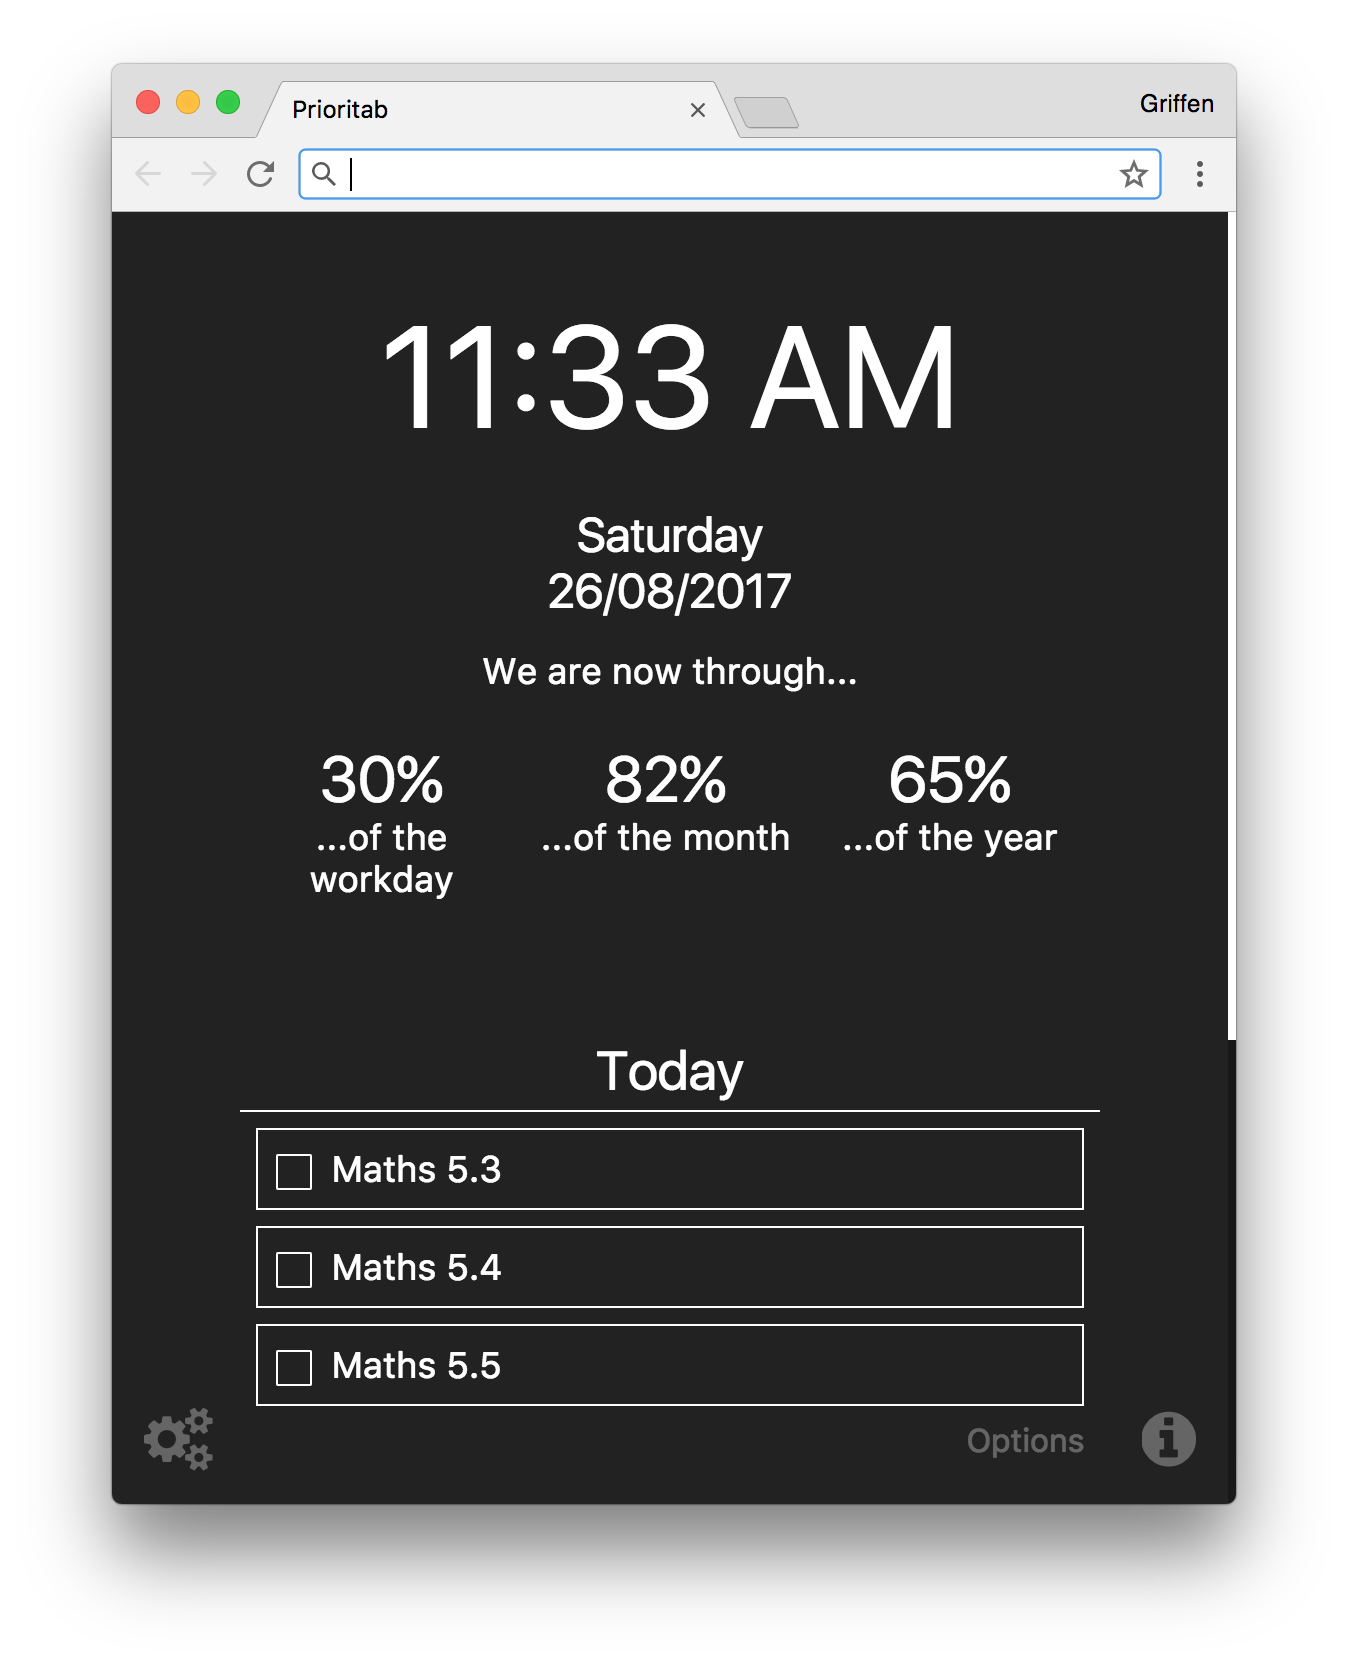 Prioritab
Griffen
11:33 AM
Saturday
26/08/2017
We are now through...
30%
...of the
workday
82%
...of the month
65%
...of the year
Today
Maths 5.3
Maths 5.4
Maths 5.5
Options